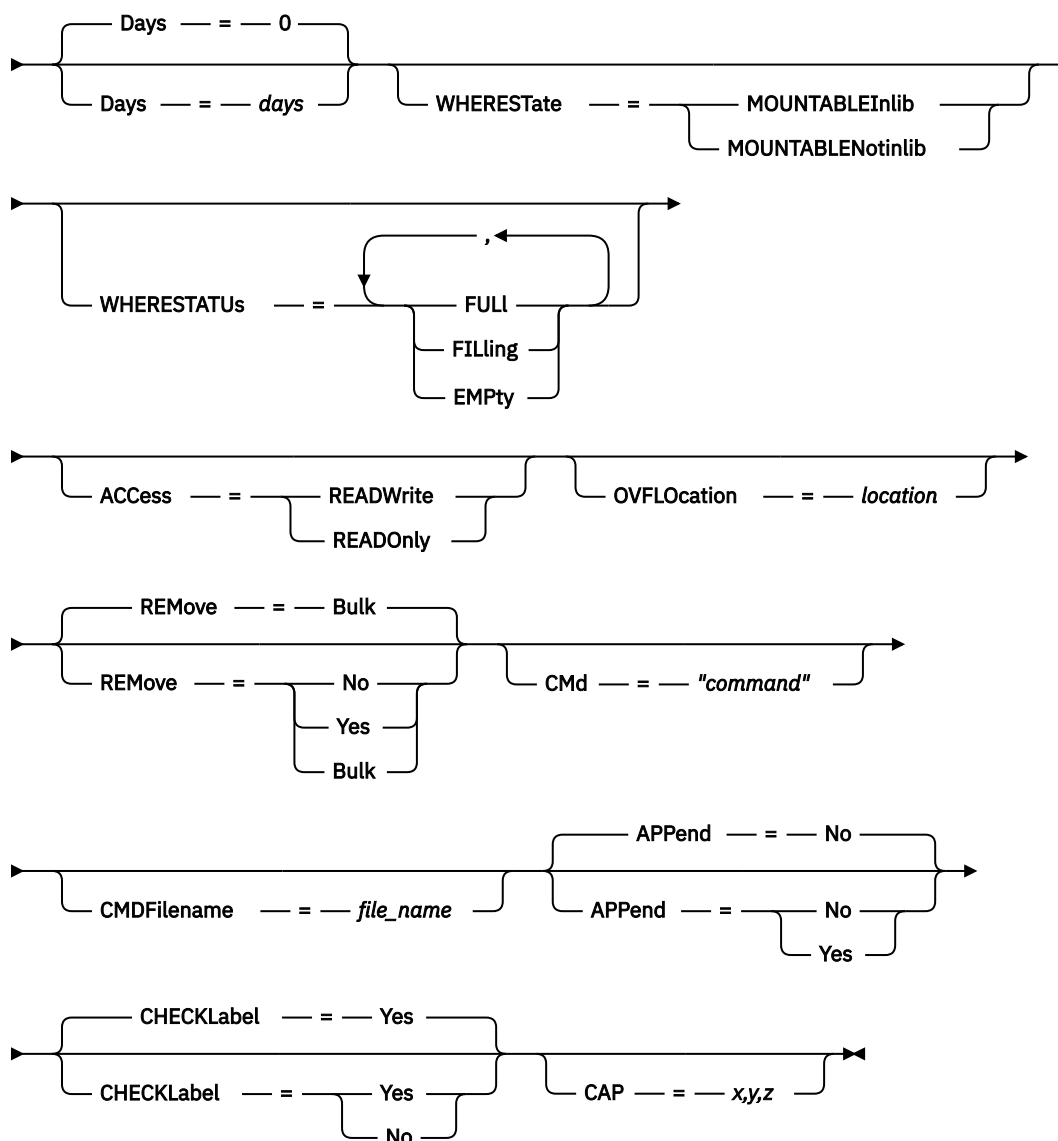 Days = 0
Days = days
WHERESTate = MOUNTABLEInlib
MOUNTABLENotinlib
,
WHERESTATUs = FULl
FILling
EMPty
ACCess = READWrite
READOnly
OVFLOcation = location
REMove = Bulk
REMove = No
Yes
Bulk
CMd = "command"
CMDFilename = file_name
APPend = No
APPend = No
Yes
CHECKLabel = Yes
CHECKLabel = Yes
No
CAP = x,y,z